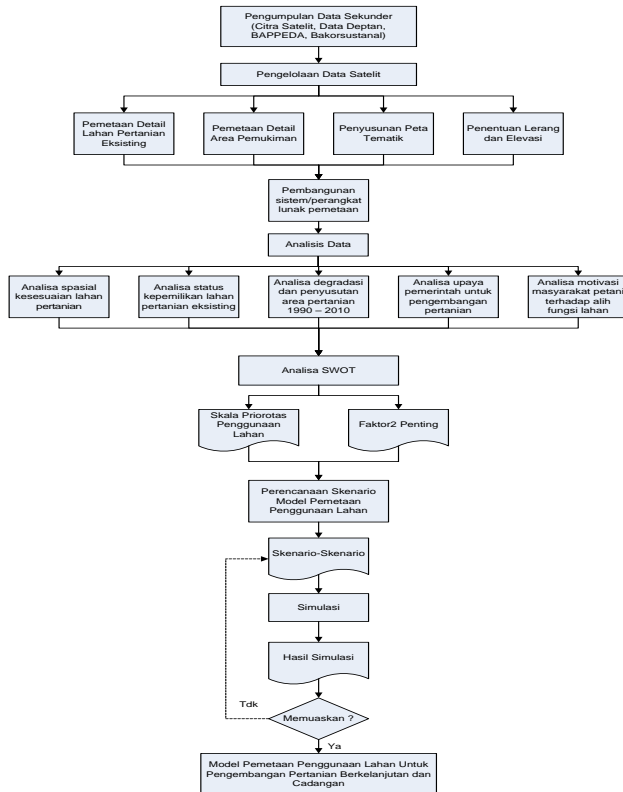 Pengumpulan Data Sekunder
(Citra Satelit, Data Deptan,
BAPPEDA, Bakorsustanal)
Pengelolaan Data Satelit
Pemetaan Detail
Lahan Pertanian
Eksisting
Pemetaan Detail
Area Pemukiman
Penyusunan Peta
Tematik
Penentuan Lerang
dan Elevasi
Pembangunan
sistem/perangkat
lunak pemetaan
Analisis Data
Analisa spasial
kesesuaian lahan
pertanian
Analisa status
kepemilikan lahan
pertanian eksisting
Analisa degradasi
dan penyusutan
area pertanian
1990 – 2010
Analisa upaya
pemerintah untuk
pengembangan
pertanian
Analisa motivasi
masyarakat petani
terhadap alih
fungsi lahan
Analisa SWOT
Skala Priorotas
Penggunaan
Lahan
Faktor2 Penting
Perencanaan Skenario
Model Pemetaan
Penggunaan Lahan
Skenario-Skenario
Simulasi
Hasil Simulasi
Tdk
Memuaskan ?
Ya
Model Pemetaan Penggunaan Lahan Untuk
Pengembangan Pertanian Berkelanjutan dan
Cadangan